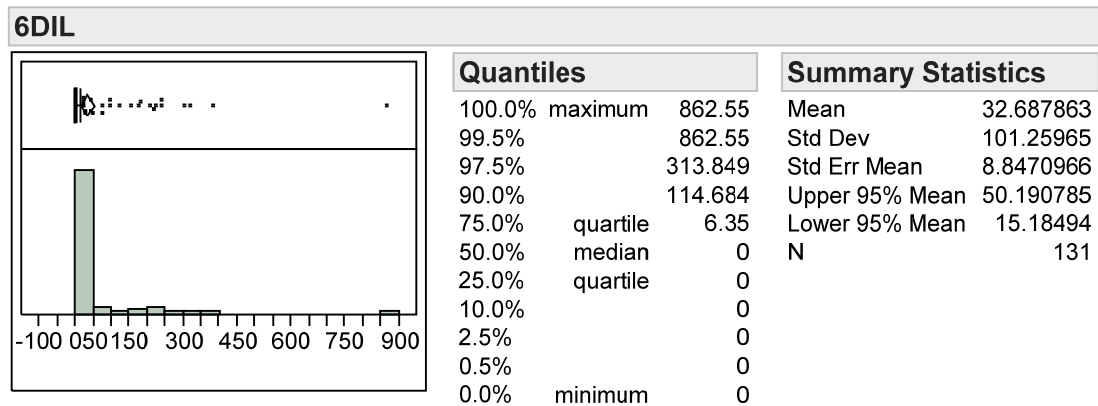 6DIL
Quantiles
100.0% maximum 862.55
99.5% 862.55
97.5% 313.849
90.0% 114.684
75.0% quartile 6.35
50.0% median 0
25.0% quartile 0
10.0% 0
2.5% 0
0.5% 0
0.0% minimum 0
Summary Statistics
Mean 32.687863
Std Dev 101.25965
Std Err Mean 8.8470966
Upper 95% Mean 50.190785
Lower 95% Mean 15.18494
N 131
-100 050 150 300 450 600 750 900